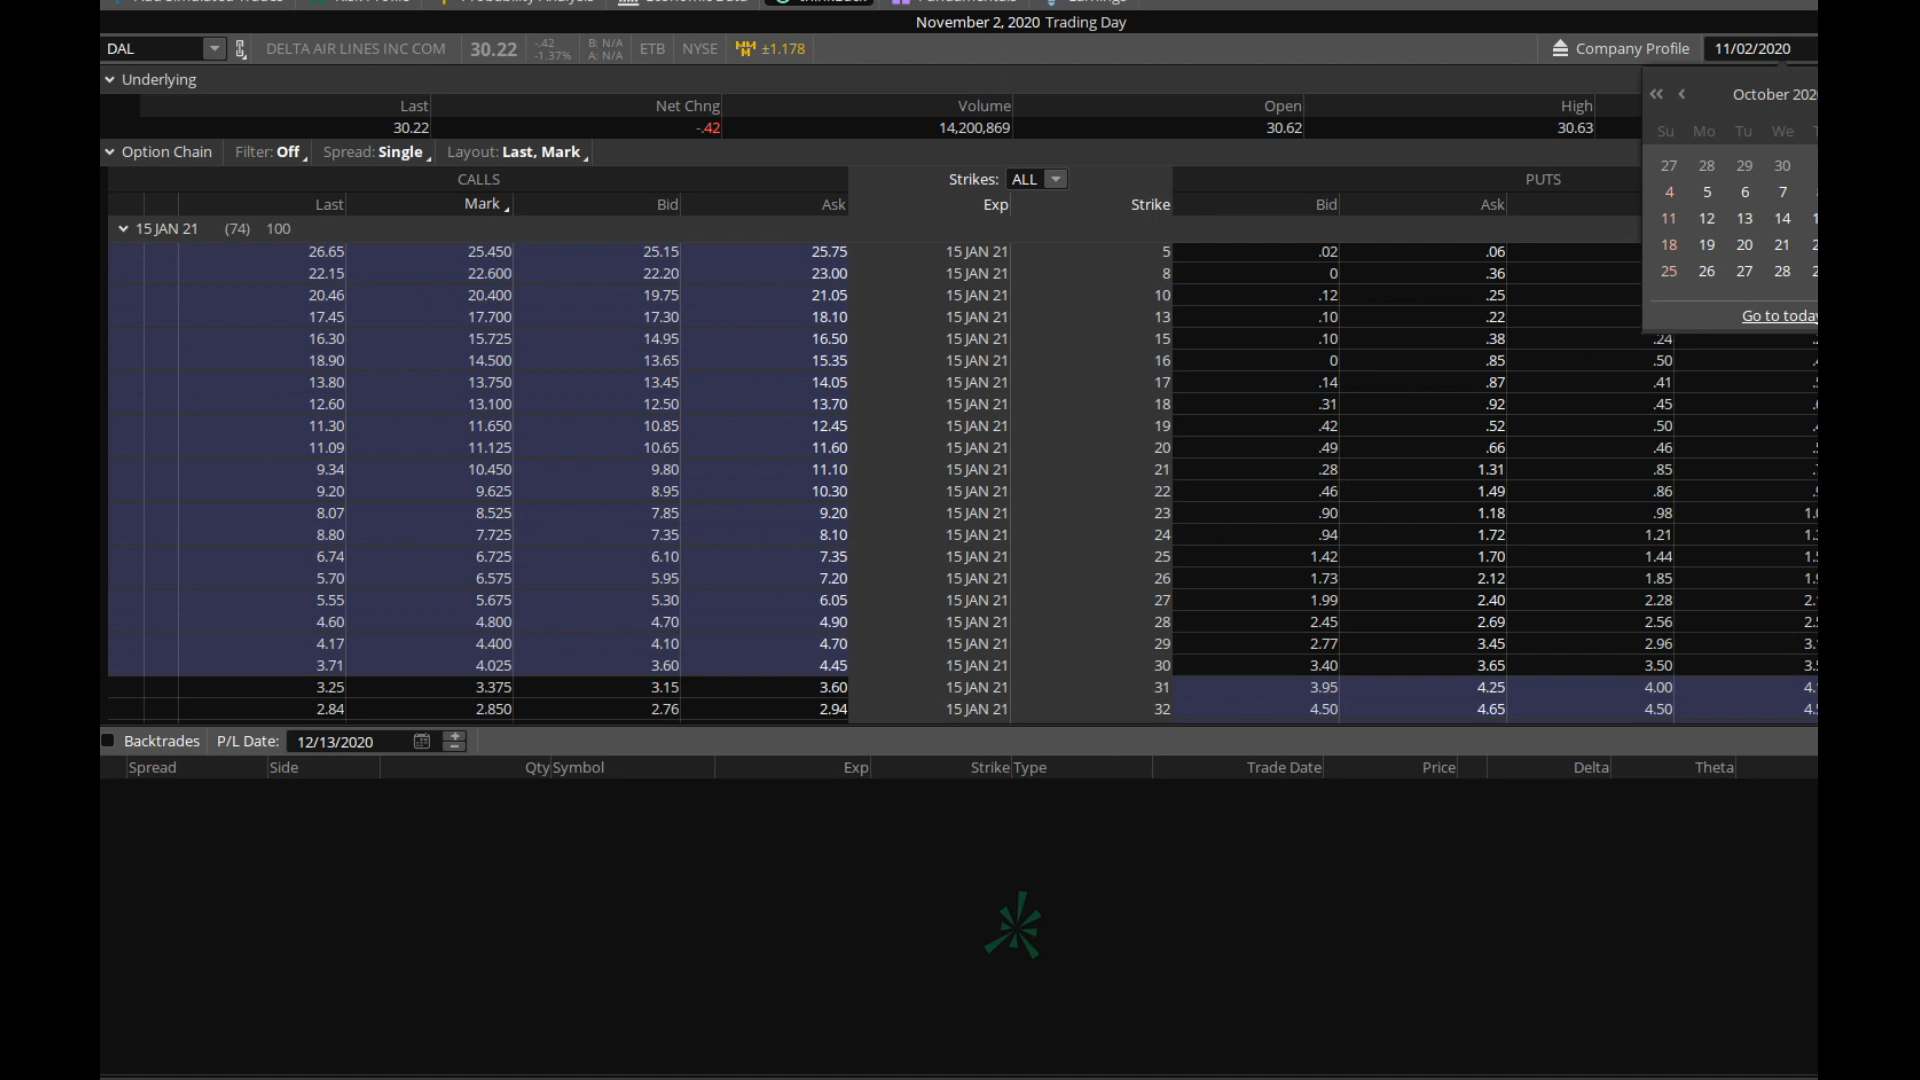 Add Simulated Trades Risk Profile Probability Analysis Economic Data thinkBack Fundamentals Earnings
November 2, 2020 Trading Day
DAL DELTA AIR LINES INC COM 30.22 -.42 -1.37% B: N/A A: N/A ETB NYSE ±1.178 Company Profile 11/02/2020
Underlying
« ‹ October 202
Last Net Chng Volume Open High
30.22 -.42 14,200,869 30.62 30.63
Su Mo Tu We
27 28 29 30
4 5 6 7
11 12 13 14
18 19 20 21
25 26 27 28
Go to today
Option Chain Filter: Off Spread: Single Layout: Last, Mark
CALLS Strikes: ALL PUTS
Last Mark Bid Ask Exp Strike Bid Ask
15 JAN 21 (74) 100
26.65 25.450 25.15 25.75 15 JAN 21 5 .02 .06
22.15 22.600 22.20 23.00 15 JAN 21 8 0 .36
20.46 20.400 19.75 21.05 15 JAN 21 10 .12 .25
17.45 17.700 17.30 18.10 15 JAN 21 13 .10 .22
16.30 15.725 14.95 16.50 15 JAN 21 15 .10 .38 .24
18.90 14.500 13.65 15.35 15 JAN 21 16 0 .85 .50
13.80 13.750 13.45 14.05 15 JAN 21 17 .14 .87 .41
12.60 13.100 12.50 13.70 15 JAN 21 18 .31 .92 .45
11.30 11.650 10.85 12.45 15 JAN 21 19 .42 .52 .50
11.09 11.125 10.65 11.60 15 JAN 21 20 .49 .66 .46
9.34 10.450 9.80 11.10 15 JAN 21 21 .28 1.31 .85
9.20 9.625 8.95 10.30 15 JAN 21 22 .46 1.49 .86
8.07 8.525 7.85 9.20 15 JAN 21 23 .90 1.18 .98
8.80 7.725 7.35 8.10 15 JAN 21 24 .94 1.72 1.21
6.74 6.725 6.10 7.35 15 JAN 21 25 1.42 1.70 1.44
5.70 6.575 5.95 7.20 15 JAN 21 26 1.73 2.12 1.85
5.55 5.675 5.30 6.05 15 JAN 21 27 1.99 2.40 2.28
4.60 4.800 4.70 4.90 15 JAN 21 28 2.45 2.69 2.56
4.17 4.400 4.10 4.70 15 JAN 21 29 2.77 3.45 2.96
3.71 4.025 3.60 4.45 15 JAN 21 30 3.40 3.65 3.50
3.25 3.375 3.15 3.60 15 JAN 21 31 3.95 4.25 4.00
2.84 2.850 2.76 2.94 15 JAN 21 32 4.50 4.65 4.50
Backtrades P/L Date: 12/13/2020
Spread Side Qty Symbol Exp Strike Type Trade Date Price Delta Theta